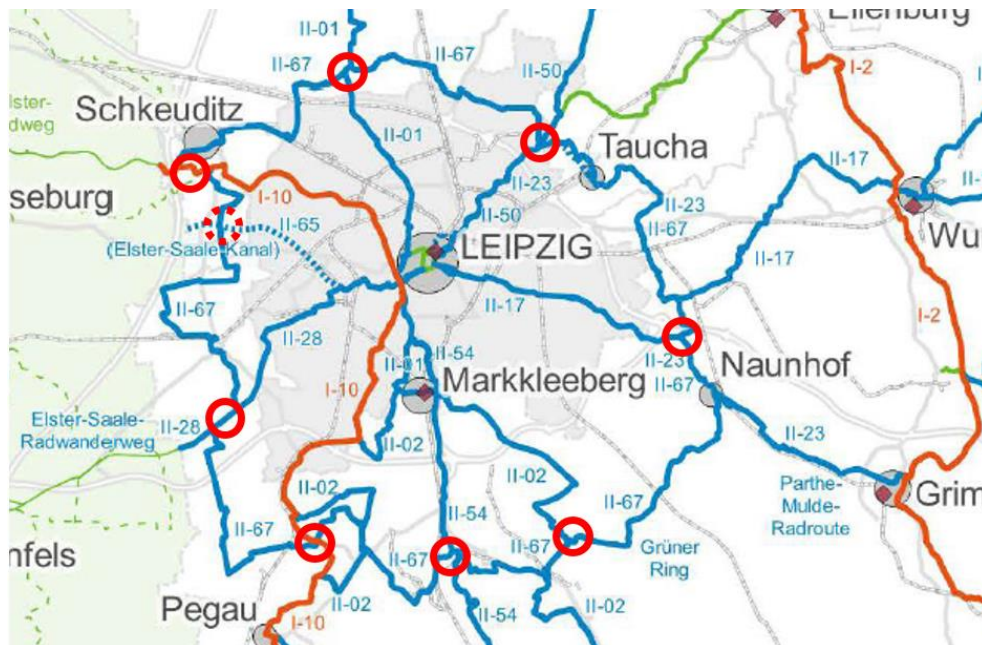 II-01
Eilenburg
II-67
II-67
I-2
II-50
Schkeuditz
II-01
Taucha
II-17
II-23
II-23
seburg
I-10
II-50
II-65
II-67
(Elster-Saale-Kanal)
LEIPZIG
II-17
Wu
II-67
II-17
I-2
II-28
II-54
II-23
II-01
Naunhof
Markkleeberg
II-67
I-10
Elster-Saale-
Radwanderweg
II-28
II-02
II-23
II-02
II-02
Parthe-
Mulde-
Radroute
Grim
II-67
II-54
II-67
II-67
II-67
Grüner
Ring
nfels
II-02
II-54
II-02
Pegau
I-10